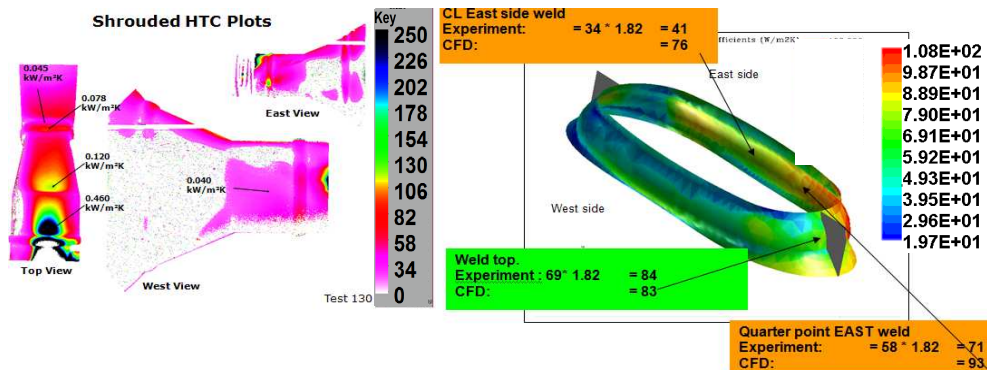 Shrouded HTC Plots
0.045
kW/m²K
0.078
kW/m²K
0.120
kW/m²K
0.460
kW/m²K
Top View
East View
0.040
kW/m²K
West View
Test 130
Key
250
226
202
178
154
130
106
82
58
34
0
CL East side weld
Experiment: = 34 * 1.82 = 41
CFD: = 76
efficients (W/m2K)
East side
West side
1.08E+02
9.87E+01
8.89E+01
7.90E+01
6.91E+01
5.92E+01
4.93E+01
3.95E+01
2.96E+01
1.97E+01
Weld top.
Experiment : 69* 1.82 = 84
CFD: = 83
Quarter point EAST weld
Experiment: = 58 * 1.82 = 71
CFD: = 93